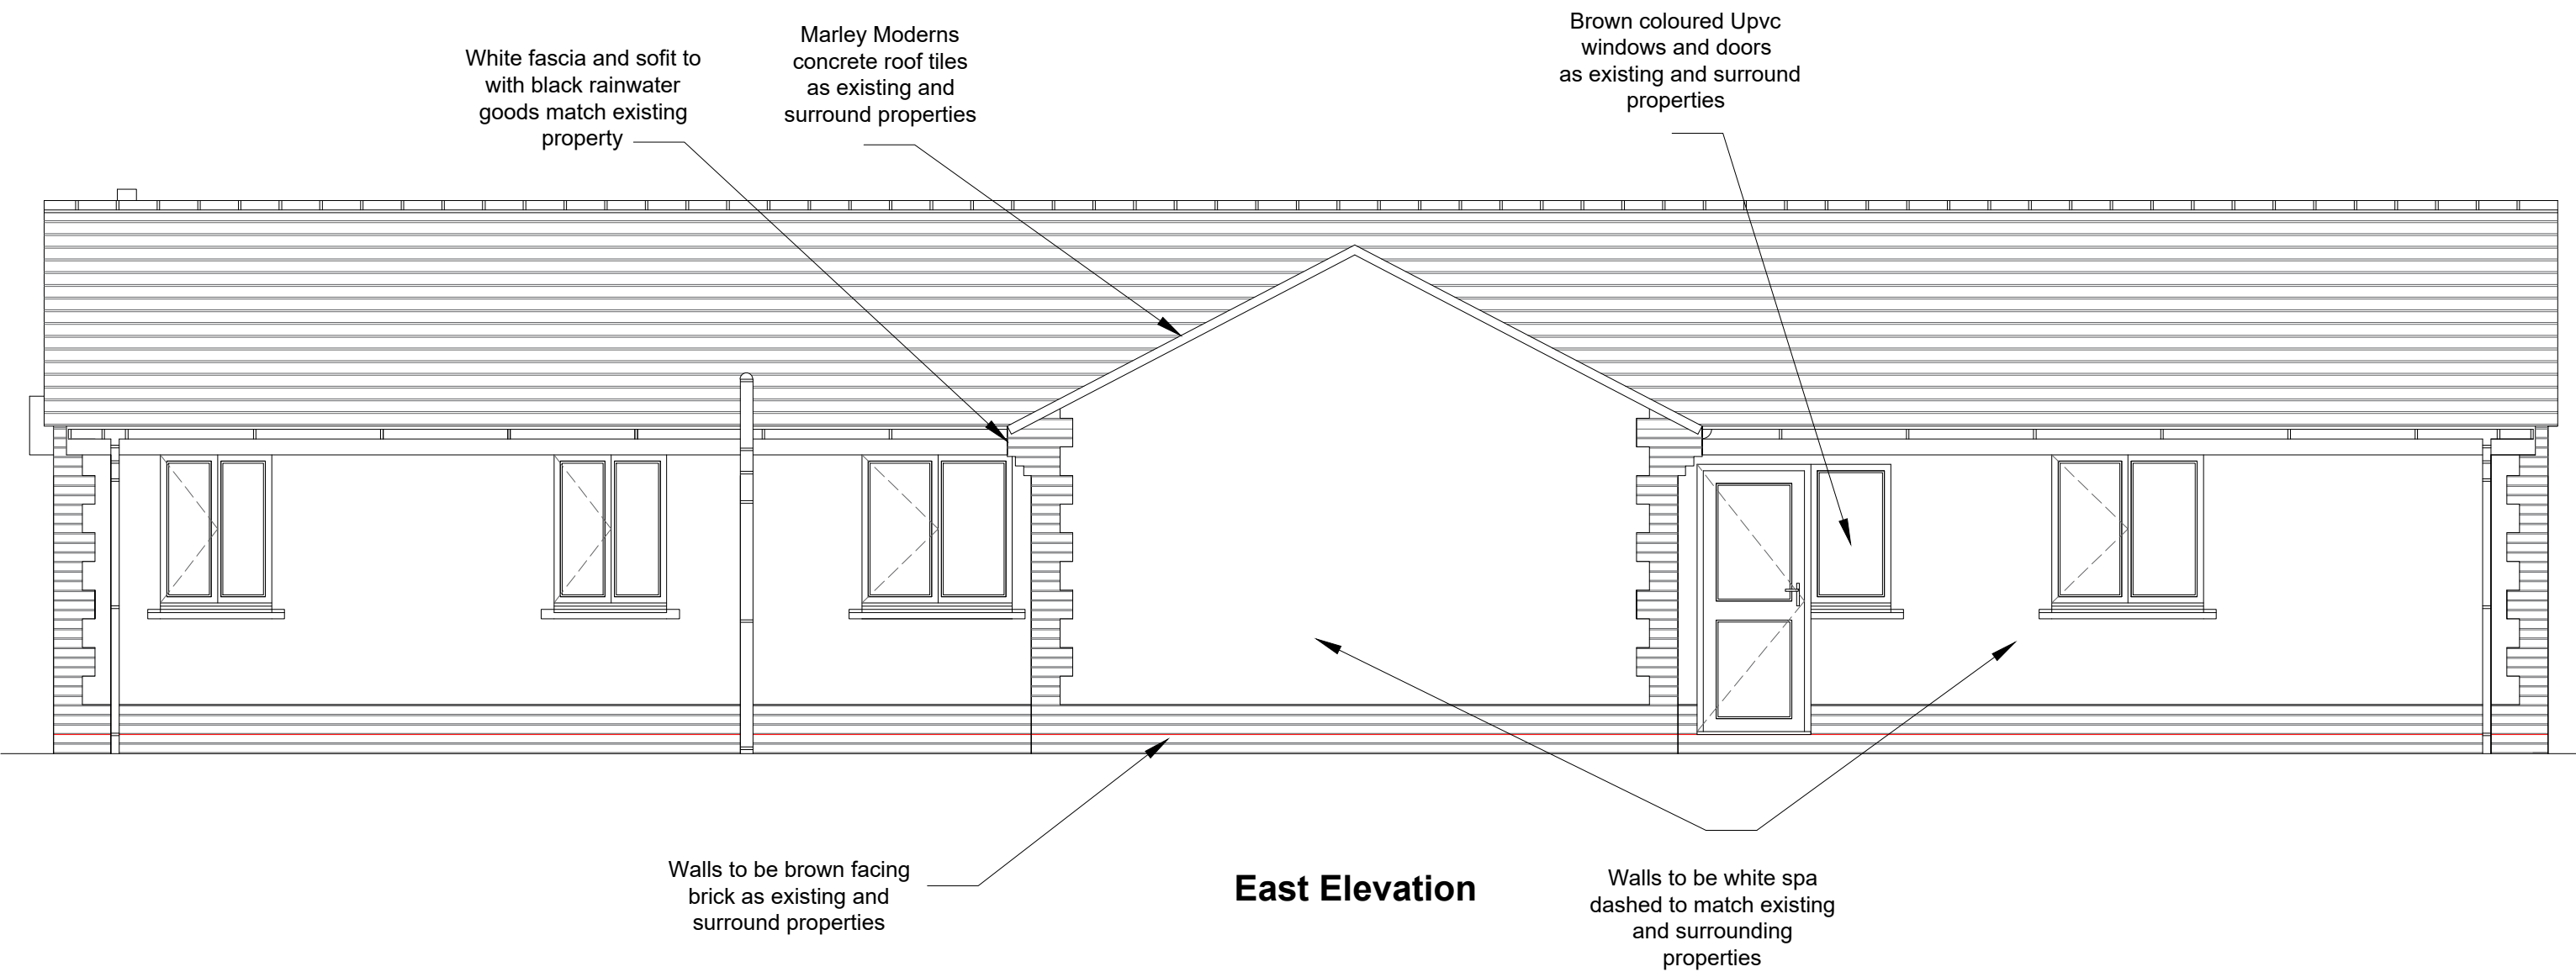 White fascia and sofit to
with black rainwater
goods match existing
property
Marley Moderns
concrete roof tiles
as existing and
surround properties
Brown coloured Upvc
windows and doors
as existing and surround
properties
Walls to be brown facing
brick as existing and
surround properties
East Elevation
Walls to be white spa
dashed to match existing
and surrounding
properties